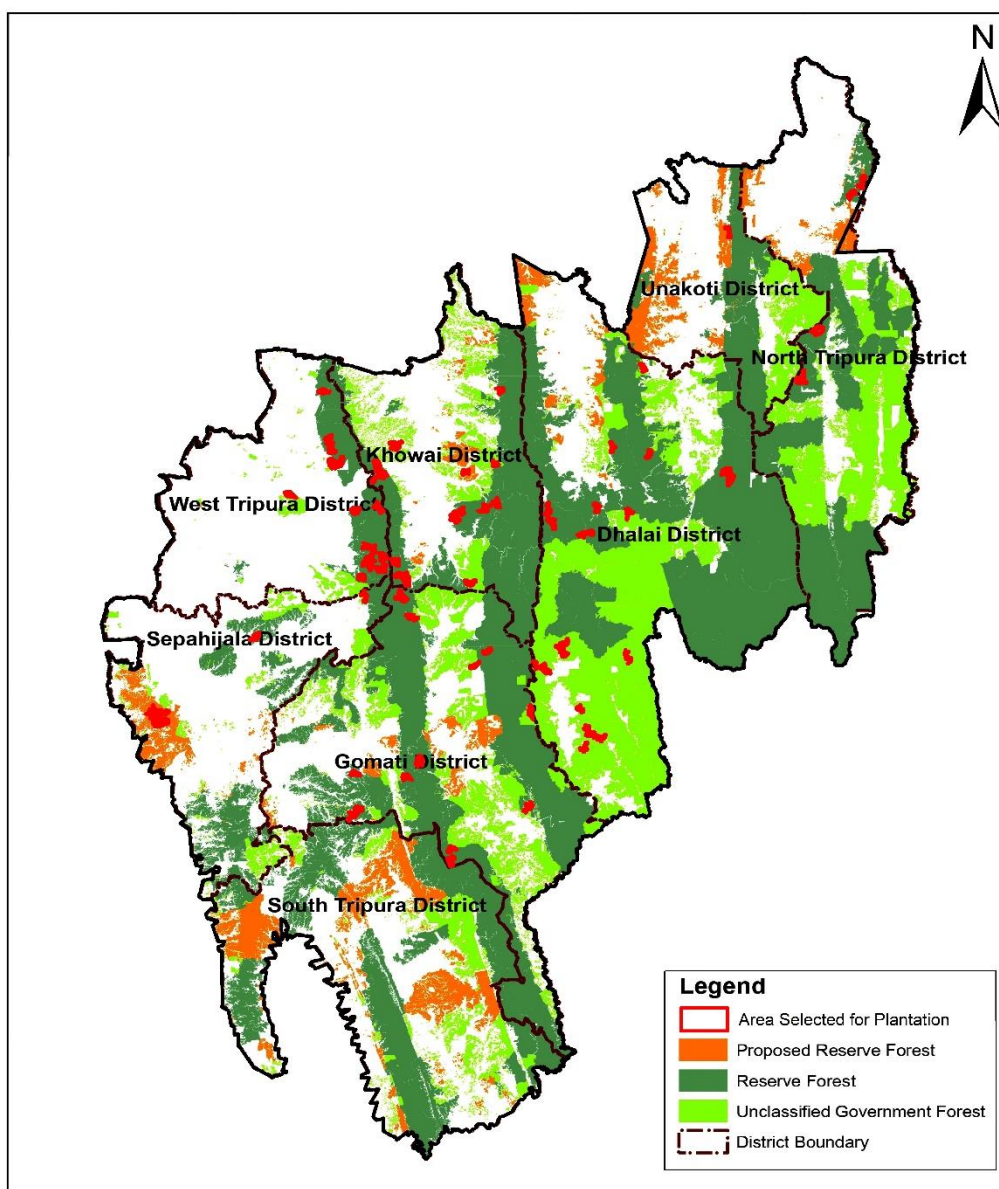 N
Unakoti District
North Tripura District
Khowai District
West Tripura District
Dhalai District
Sepahijala District
Gomati District
South Tripura District
Legend
Area Selected for Plantation
Proposed Reserve Forest
Reserve Forest
Unclassified Government Forest
District Boundary